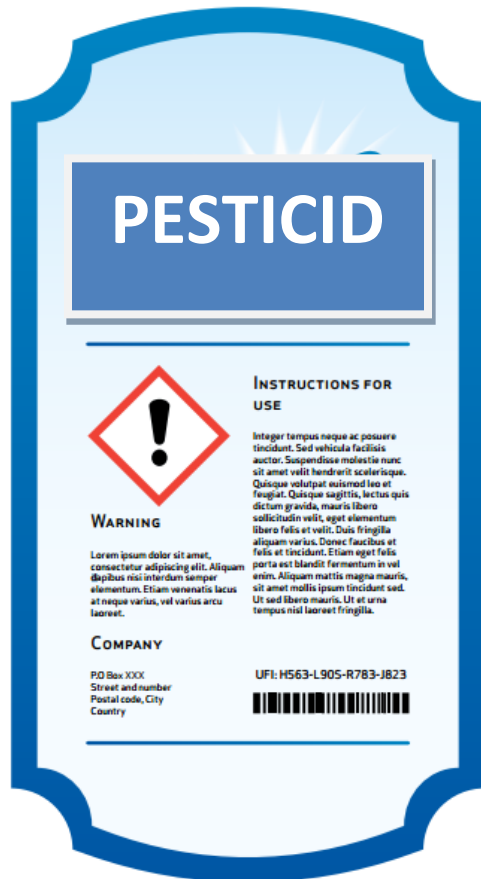 PESTICID
INSTRUCTIONS FOR
USE
Integer tempus neque ac posuere
tincidunt. Sed vehicula facilisis
auctor. Suspendisse molestie nunc
sit amet velit hendrerit scelerisque.
Quisque volutpat euismod leo et
feugiat. Quisque sagittis, lectus quis
dictum gravida, mauris libero
sollicitudin velit, eget elementum
libero felis et velit. Duis fringilla
aliquam varius. Donec faucibus et
felis et tincidunt. Etiam eget felis
porta est blandit fermentum in vel
enim. Aliquam mattis magna mauris,
sit amet mollis ipsum tincidunt sed.
Ut sed libero mauris. Ut et urna
tempus nisl laoreet fringilla.
WARNING
Lorem ipsum dolor sit amet,
consectetur adipiscing elit. Aliquam
dapibus nisi interdum semper
elementum. Etiam venenatis lacus
at neque varius, vel varius arcu
laoreet.
COMPANY
P.O Box XXX
Street and number
Postal code, City
Country
UFI: H563-L90S-R783-J823